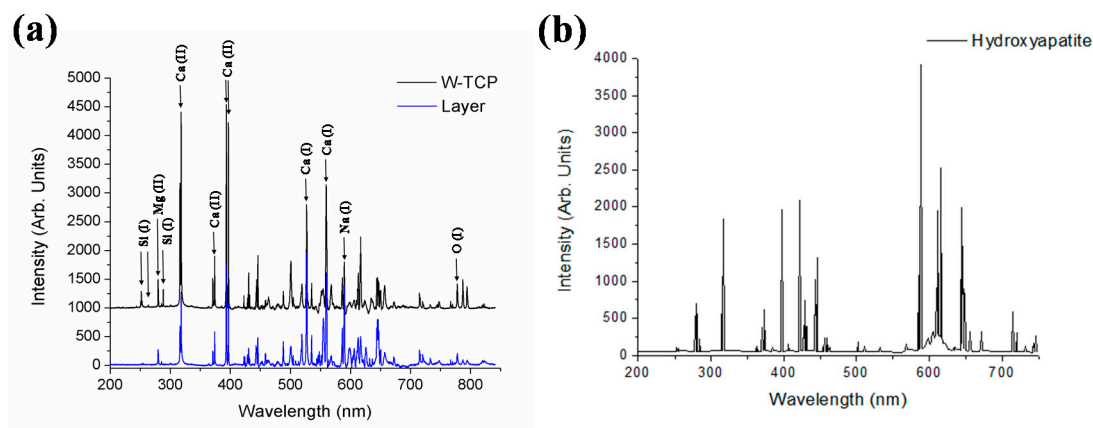 (a)
Ca (II)
Ca (II)
Si (I)
Mg (II)
Si (I)
Ca (II)
Ca (I)
Ca (I)
Na (I)
O (I)
W-TCP
Layer
Intensity (Arb. Units)
5000
4500
4000
3500
3000
2500
2000
1500
1000
500
0
200 300 400 500 600 700 800
Wavelength (nm)
(b)
Hydroxyapatite
Intensity (Arb. Units)
4000
3500
3000
2500
2000
1500
1000
500
0
200 300 400 500 600 700
Wavelength (nm)